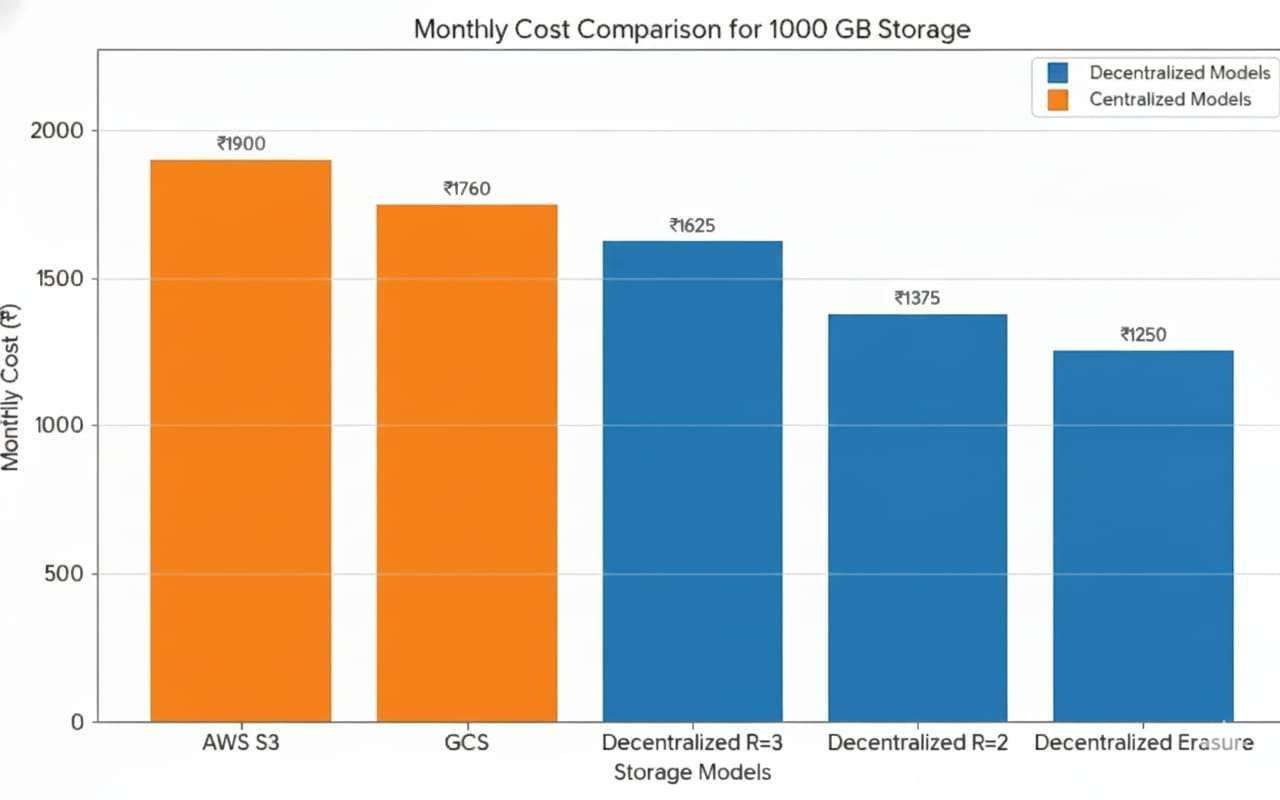 Monthly Cost Comparison for 1000 GB Storage
Decentralized Models
Centralized Models
Monthly Cost (₹)
2000
1500
1000
500
0
₹1900
₹1760
₹1625
₹1375
₹1250
AWS S3
GCS
Decentralized R=3
Decentralized R=2
Decentralized Erasure
Storage Models